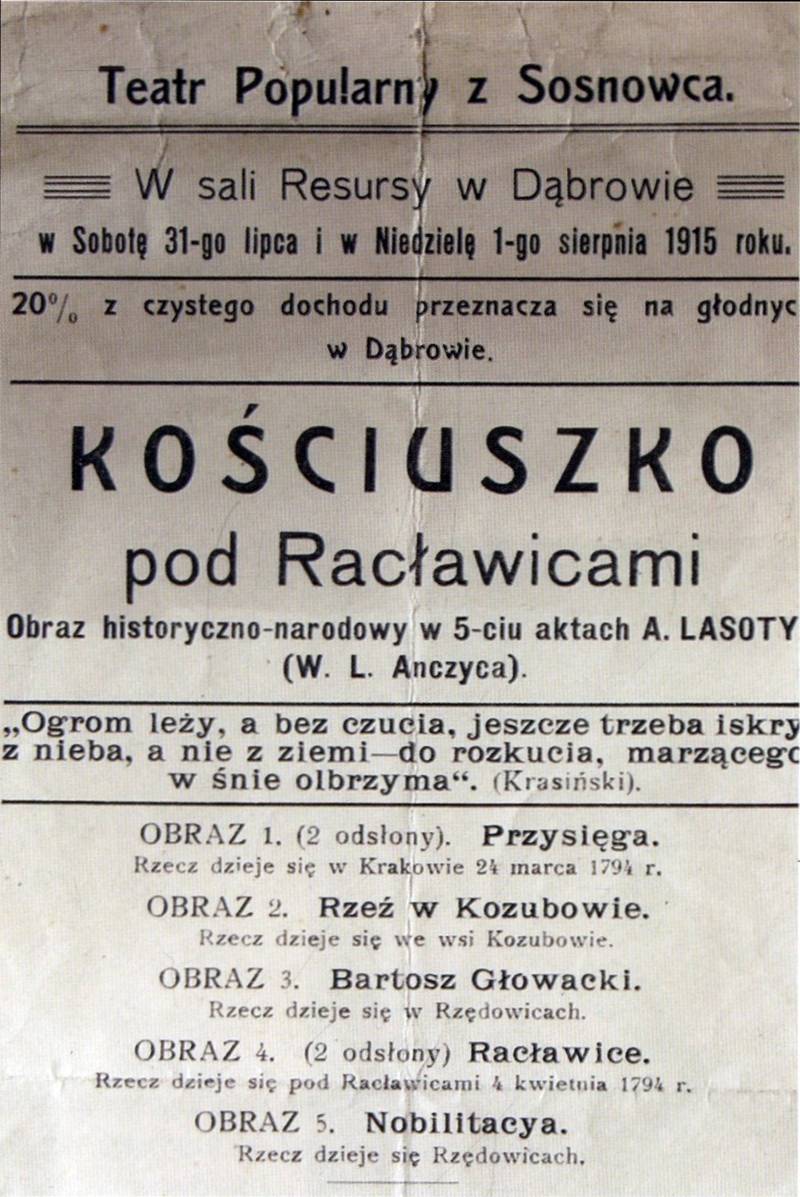 Teatr Popularny z Sosnowca.
W sali Resursy w Dąbrowie
w Sobotę 31-go lipca i w Niedzielę 1-go sierpnia 1915 roku.
20% z czystego dochodu przeznacza się na głodnyc
w Dąbrowie.
KOŚCIUSZKO
pod Racławicami
Obraz historyczno-narodowy w 5-ciu aktach A. LASOTY
(W. L. Anczyca).
„Ogrom leży, a bez czucia, jeszcze trzeba iskry
z nieba, a nie z ziemi—do rozkucia, marzącego
w śnie olbrzyma“. (Krasiński).
OBRAZ 1. (2 odsłony). Przysięga.
Rzecz dzieje się w Krakowie 24 marca 1794 r.
OBRAZ 2. Rzeź w Kozubowie.
Rzecz dzieje się we wsi Kozubowie.
OBRAZ 3. Bartosz Głowacki.
Rzecz dzieje się w Rzędowicach.
OBRAZ 4. (2 odsłony) Racławice.
Rzecz dzieje się pod Racławicami 4 kwietnia 1794 r.
OBRAZ 5. Nobilitacya.
Rzecz dzieje się Rzędowicach.